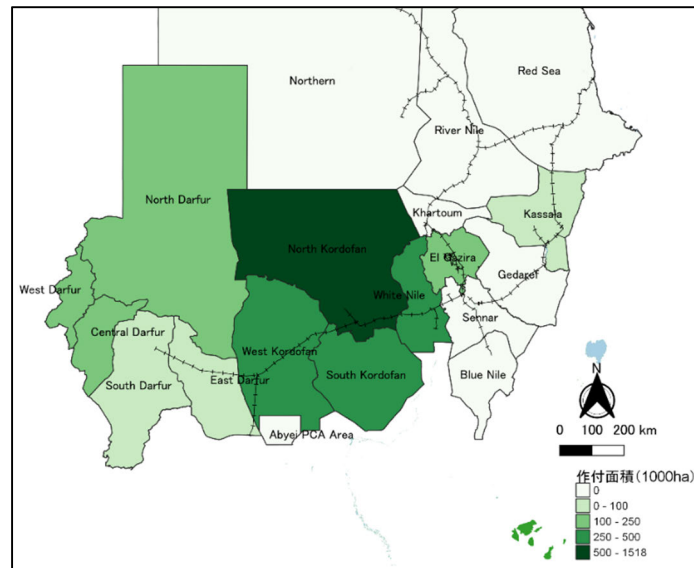 Northern
Red Sea
River Nile
North Darfur
Khartoum
Kassala
North Kordofan
El Gazira
Gedaref
West Darfur
White Nile
Sennar
Central Darfur
West Kordofan
South Darfur
East Darfur
South Kordofan
Blue Nile
Abyei PCA Area
N
0 100 200 km
作付面積(1000ha)
0
0 - 100
100 - 250
250 - 500
500 - 1518